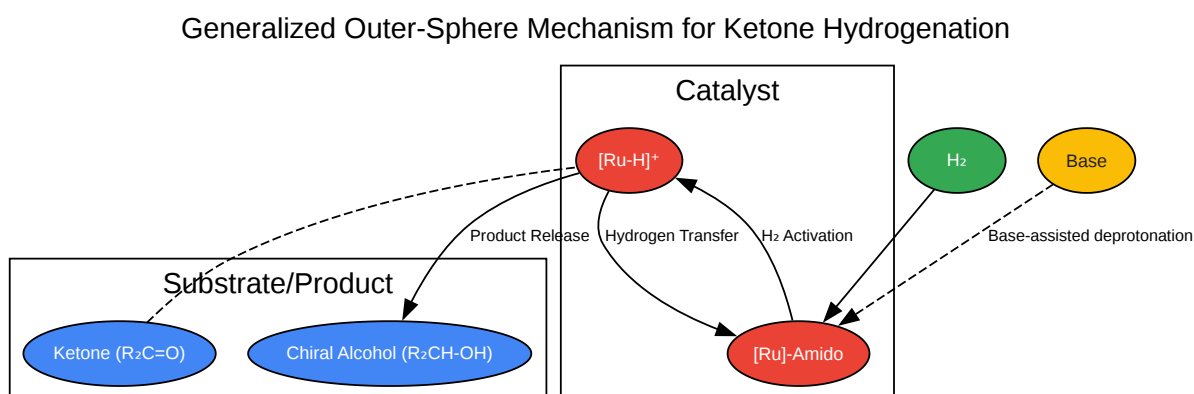 Generalized Outer-Sphere Mechanism for Ketone Hydrogenation
Catalyst
[Ru-H]⁺
H₂
Base
Product Release
Hydrogen Transfer
H₂ Activation
Base-assisted deprotonation
Substrate/Product
Ketone (R₂C=O)
Chiral Alcohol (R₂CH-OH)
[Ru]-Amido